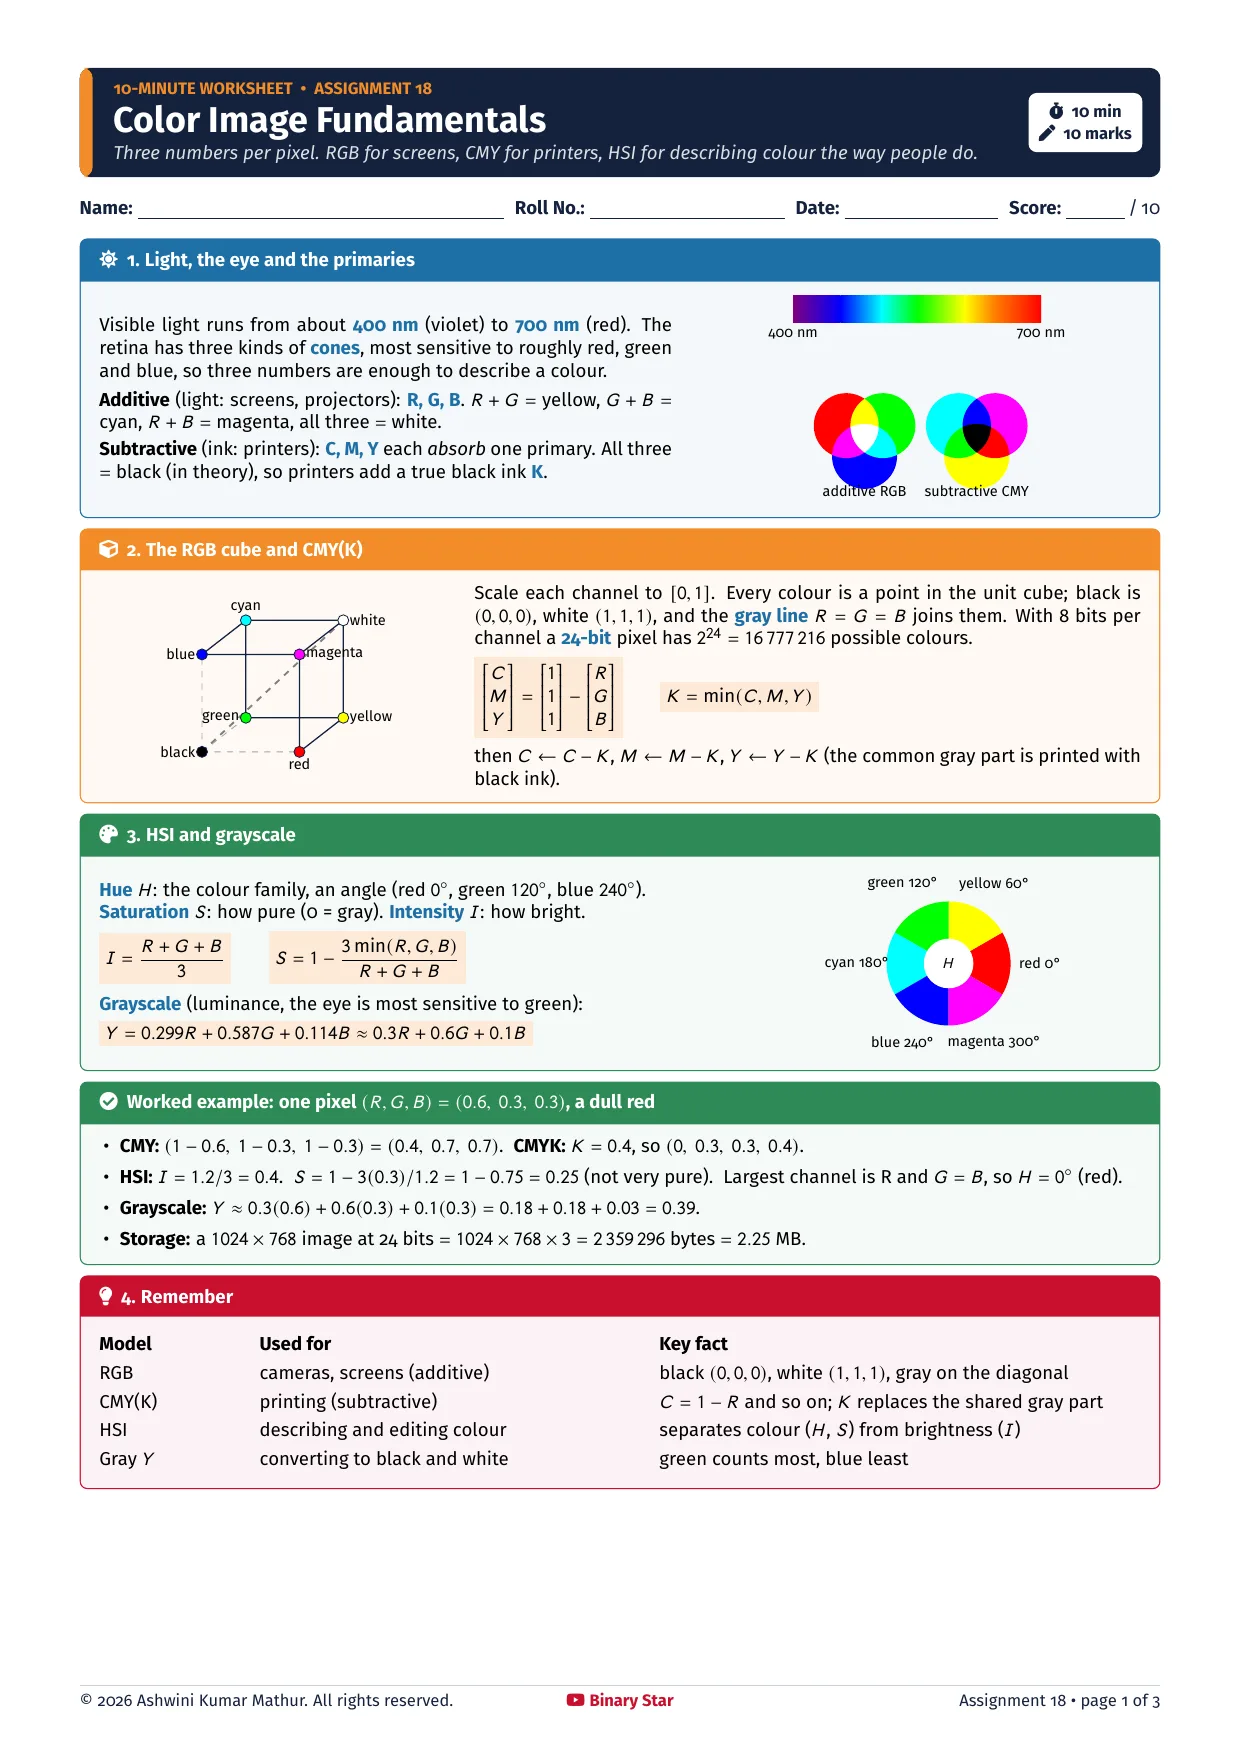 10-MINUTE WORKSHEET • ASSIGNMENT 18
Color Image Fundamentals
Three numbers per pixel. RGB for screens, CMY for printers, HSI for describing colour the way people do.
10 min
10 marks
Name: Roll No.: Date: Score: / 10
1. Light, the eye and the primaries
Visible light runs from about 400 nm (violet) to 700 nm (red). The
retina has three kinds of cones, most sensitive to roughly red, green
and blue, so three numbers are enough to describe a colour.
Additive (light: screens, projectors): R, G, B. R + G = yellow, G + B =
cyan, R + B = magenta, all three = white.
Subtractive (ink: printers): C, M, Y each absorb one primary. All three
= black (in theory), so printers add a true black ink K.
400 nm 700 nm
additive RGB subtractive CMY
2. The RGB cube and CMY(K)
cyan
white
blue
magenta
green
yellow
black
red
Scale each channel to [0, 1]. Every colour is a point in the unit cube; black is
(0, 0, 0), white (1, 1, 1), and the gray line R = G = B joins them. With 8 bits per
channel a 24-bit pixel has 2^24 = 16 777 216 possible colours.
[C M Y] = [1 1 1] − [R G B] K = min(C, M, Y)
then C ← C − K, M ← M − K, Y ← Y − K (the common gray part is printed with
black ink).
3. HSI and grayscale
Hue H: the colour family, an angle (red 0°, green 120°, blue 240°).
Saturation S: how pure (0 = gray). Intensity I: how bright.
I = (R + G + B)/3 S = 1 − 3 min(R, G, B)/(R + G + B)
Grayscale (luminance, the eye is most sensitive to green):
Y = 0.299R + 0.587G + 0.114B ≈ 0.3R + 0.6G + 0.1B
green 120° yellow 60°
cyan 180° H red 0°
blue 240° magenta 300°
Worked example: one pixel (R, G, B) = (0.6, 0.3, 0.3), a dull red
• CMY: (1 − 0.6, 1 − 0.3, 1 − 0.3) = (0.4, 0.7, 0.7). CMYK: K = 0.4, so (0, 0.3, 0.3, 0.4).
• HSI: I = 1.2/3 = 0.4. S = 1 − 3(0.3)/1.2 = 1 − 0.75 = 0.25 (not very pure). Largest channel is R and G = B, so H = 0° (red).
• Grayscale: Y ≈ 0.3(0.6) + 0.6(0.3) + 0.1(0.3) = 0.18 + 0.18 + 0.03 = 0.39.
• Storage: a 1024 × 768 image at 24 bits = 1024 × 768 × 3 = 2 359 296 bytes = 2.25 MB.
4. Remember
Model Used for Key fact
RGB cameras, screens (additive) black (0, 0, 0), white (1, 1, 1), gray on the diagonal
CMY(K) printing (subtractive) C = 1 − R and so on; K replaces the shared gray part
HSI describing and editing colour separates colour (H, S) from brightness (I)
Gray Y converting to black and white green counts most, blue least
© 2026 Ashwini Kumar Mathur. All rights reserved. Binary Star Assignment 18 • page 1 of 3